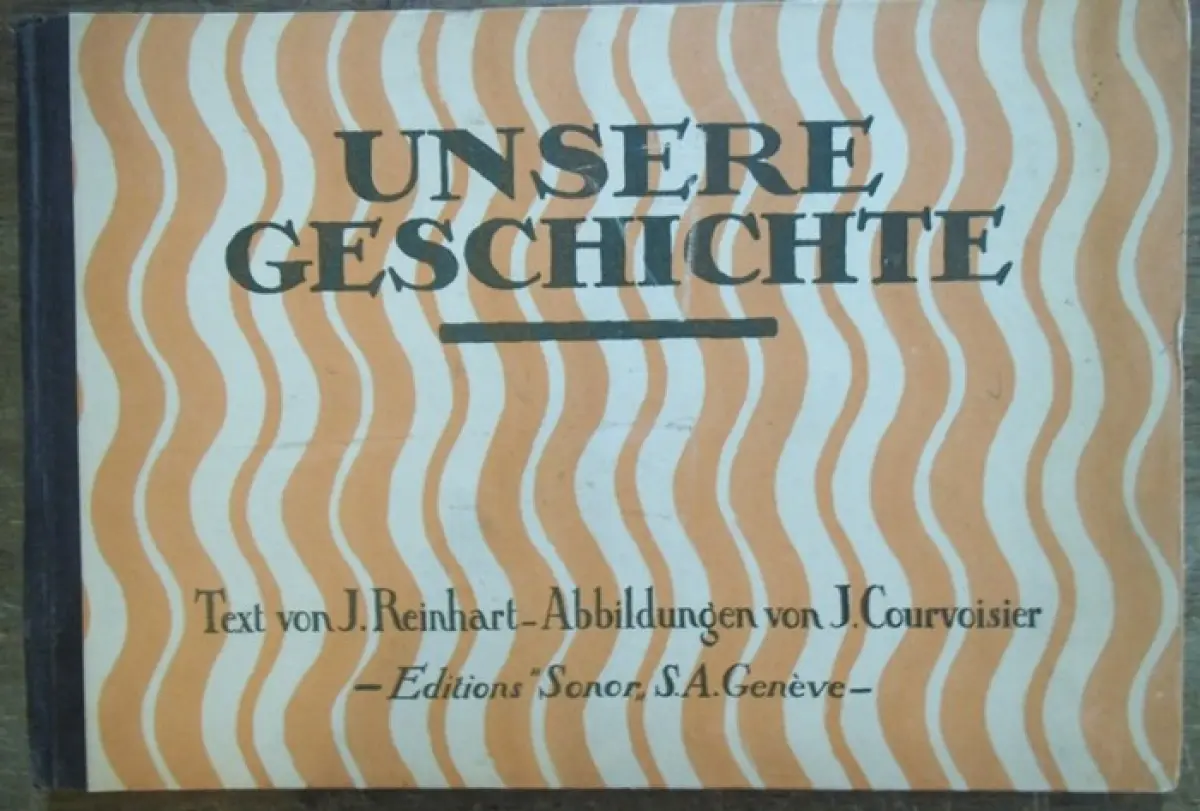 UNSERE
GESCHICHTE
Text von J. Reinhart - Abbildungen von J. Courvoisier
- Editions "Sonor„ S.A. Genève -